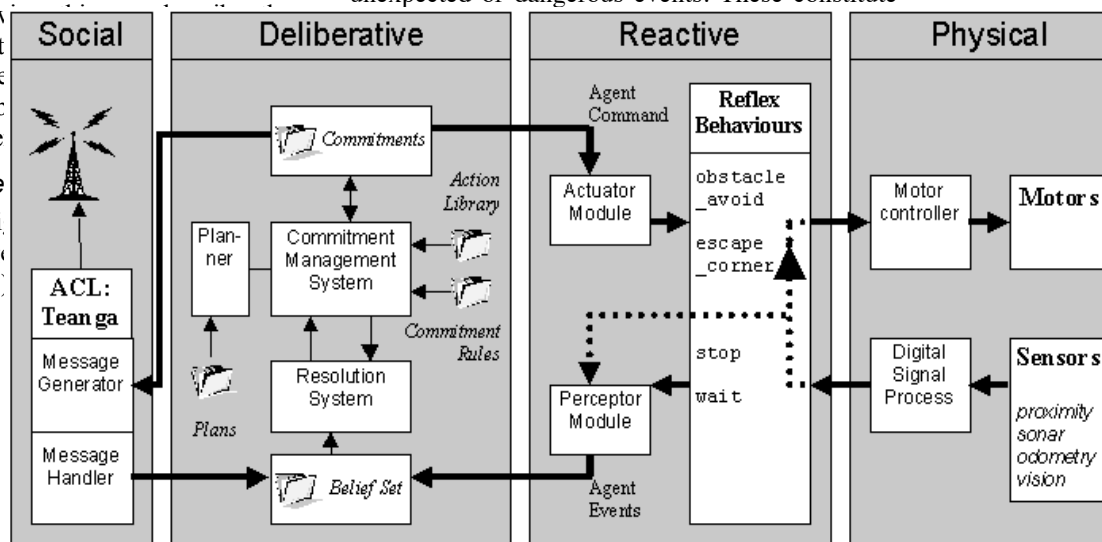 unexpected or dangerous events. These constitute
Social
ACL:
Teanga
Message
Generator
Message
Handler
Deliberative
Commitments
Action
Library
Plan-
ner
Commitment
Management
System
Commitment
Rules
Resolution
System
Plans
Belief Set
Reactive
Agent
Command
Actuator
Module
Reflex
Behaviours
obstacle
_avoid
escape
_corner
stop
wait
Perceptor
Module
Agent
Events
Physical
Motor
controller
Motors
Digital
Signal
Process
Sensors
proximity
sonar
odometry
vision